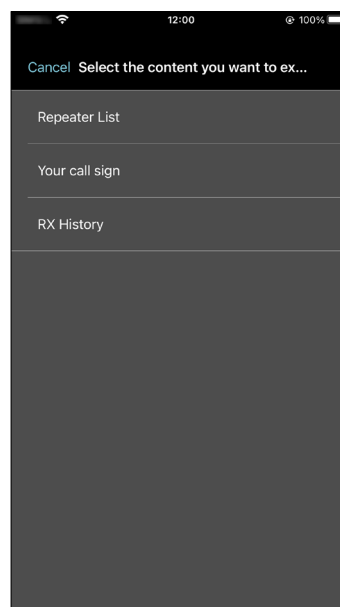 12:00
100%
Cancel Select the content you want to ex...
Repeater List
Your call sign
RX History